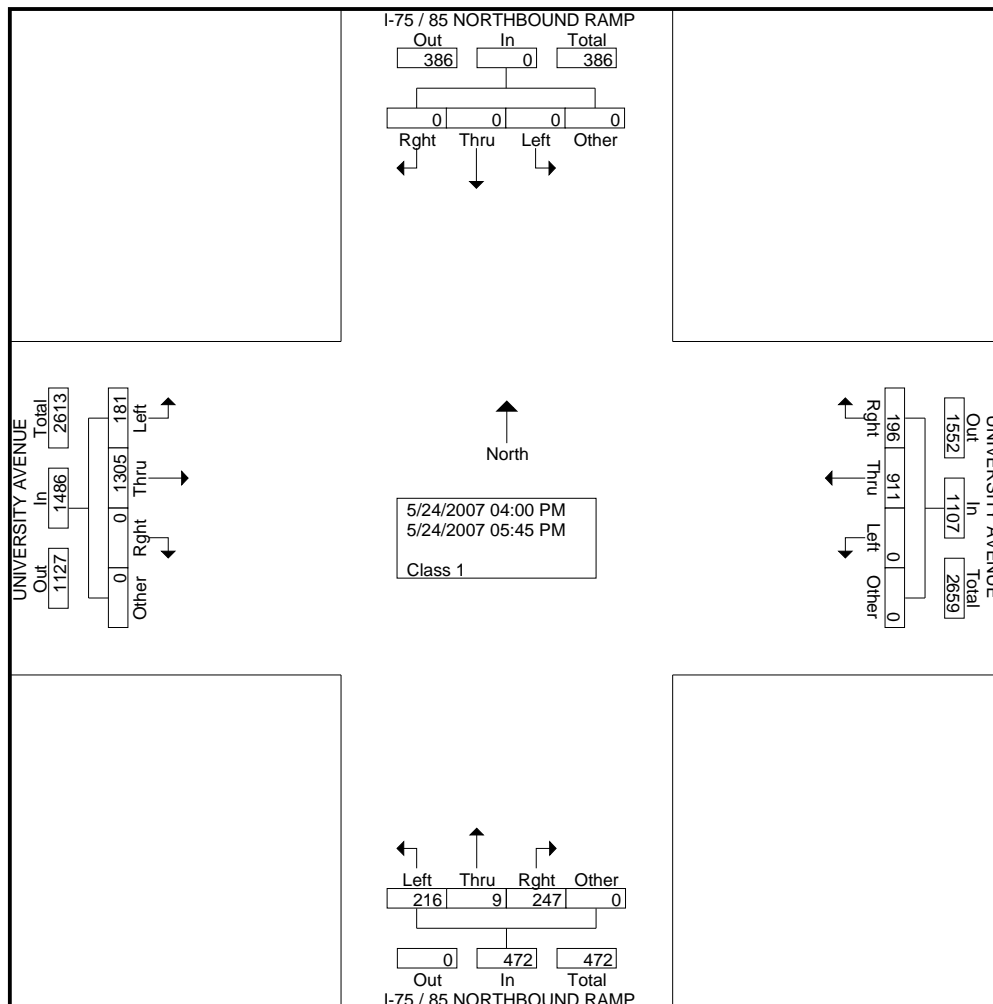 I-75 / 85 NORTHBOUND RAMP
Out In Total
386 0 386
0 0 0 0
Rght Thru Left Other
UNIVERSITY AVENUE
Total In Out
2613 1486 1127
181 1305 0 0
Left Thru Rght Other
North
5/24/2007 04:00 PM
5/24/2007 05:45 PM
Class 1
Rght Thru Left Other
196 911 0 0
1552 1107 2659
Out In Total
UNIVERSITY AVENUE
Left Thru Rght Other
216 9 247 0
0 472 472
Out In Total
I-75 / 85 NORTHBOUND RAMP